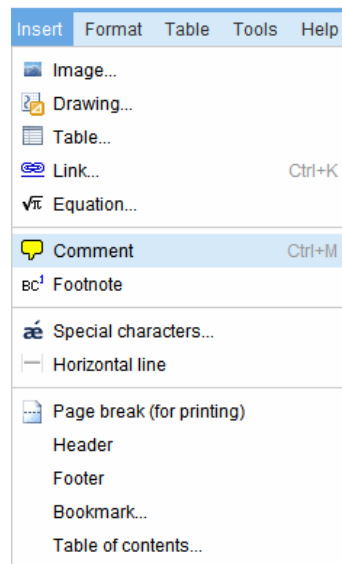 Insert Format Table Tools Help
Image...
Drawing...
Table...
Link... Ctrl+K
√π Equation...
Comment Ctrl+M
BC¹ Footnote
æ̋ Special characters...
Horizontal line
Page break (for printing)
Header
Footer
Bookmark...
Table of contents...